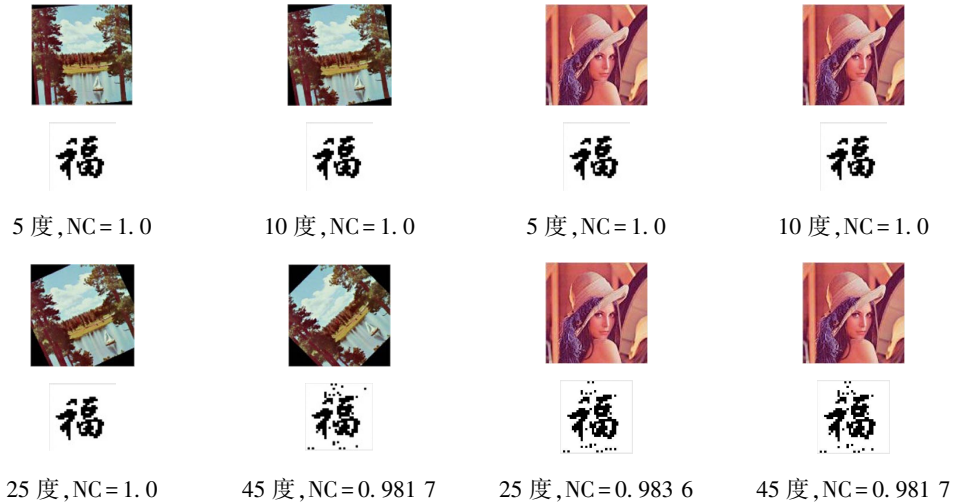 福 福 福 福
5 度,NC=1. 0 10 度,NC=1. 0 5 度,NC=1. 0 10 度,NC=1. 0
福 福 福 福
25 度,NC=1. 0 45 度,NC=0. 981 7 25 度,NC=0. 983 6 45 度,NC=0. 981 7